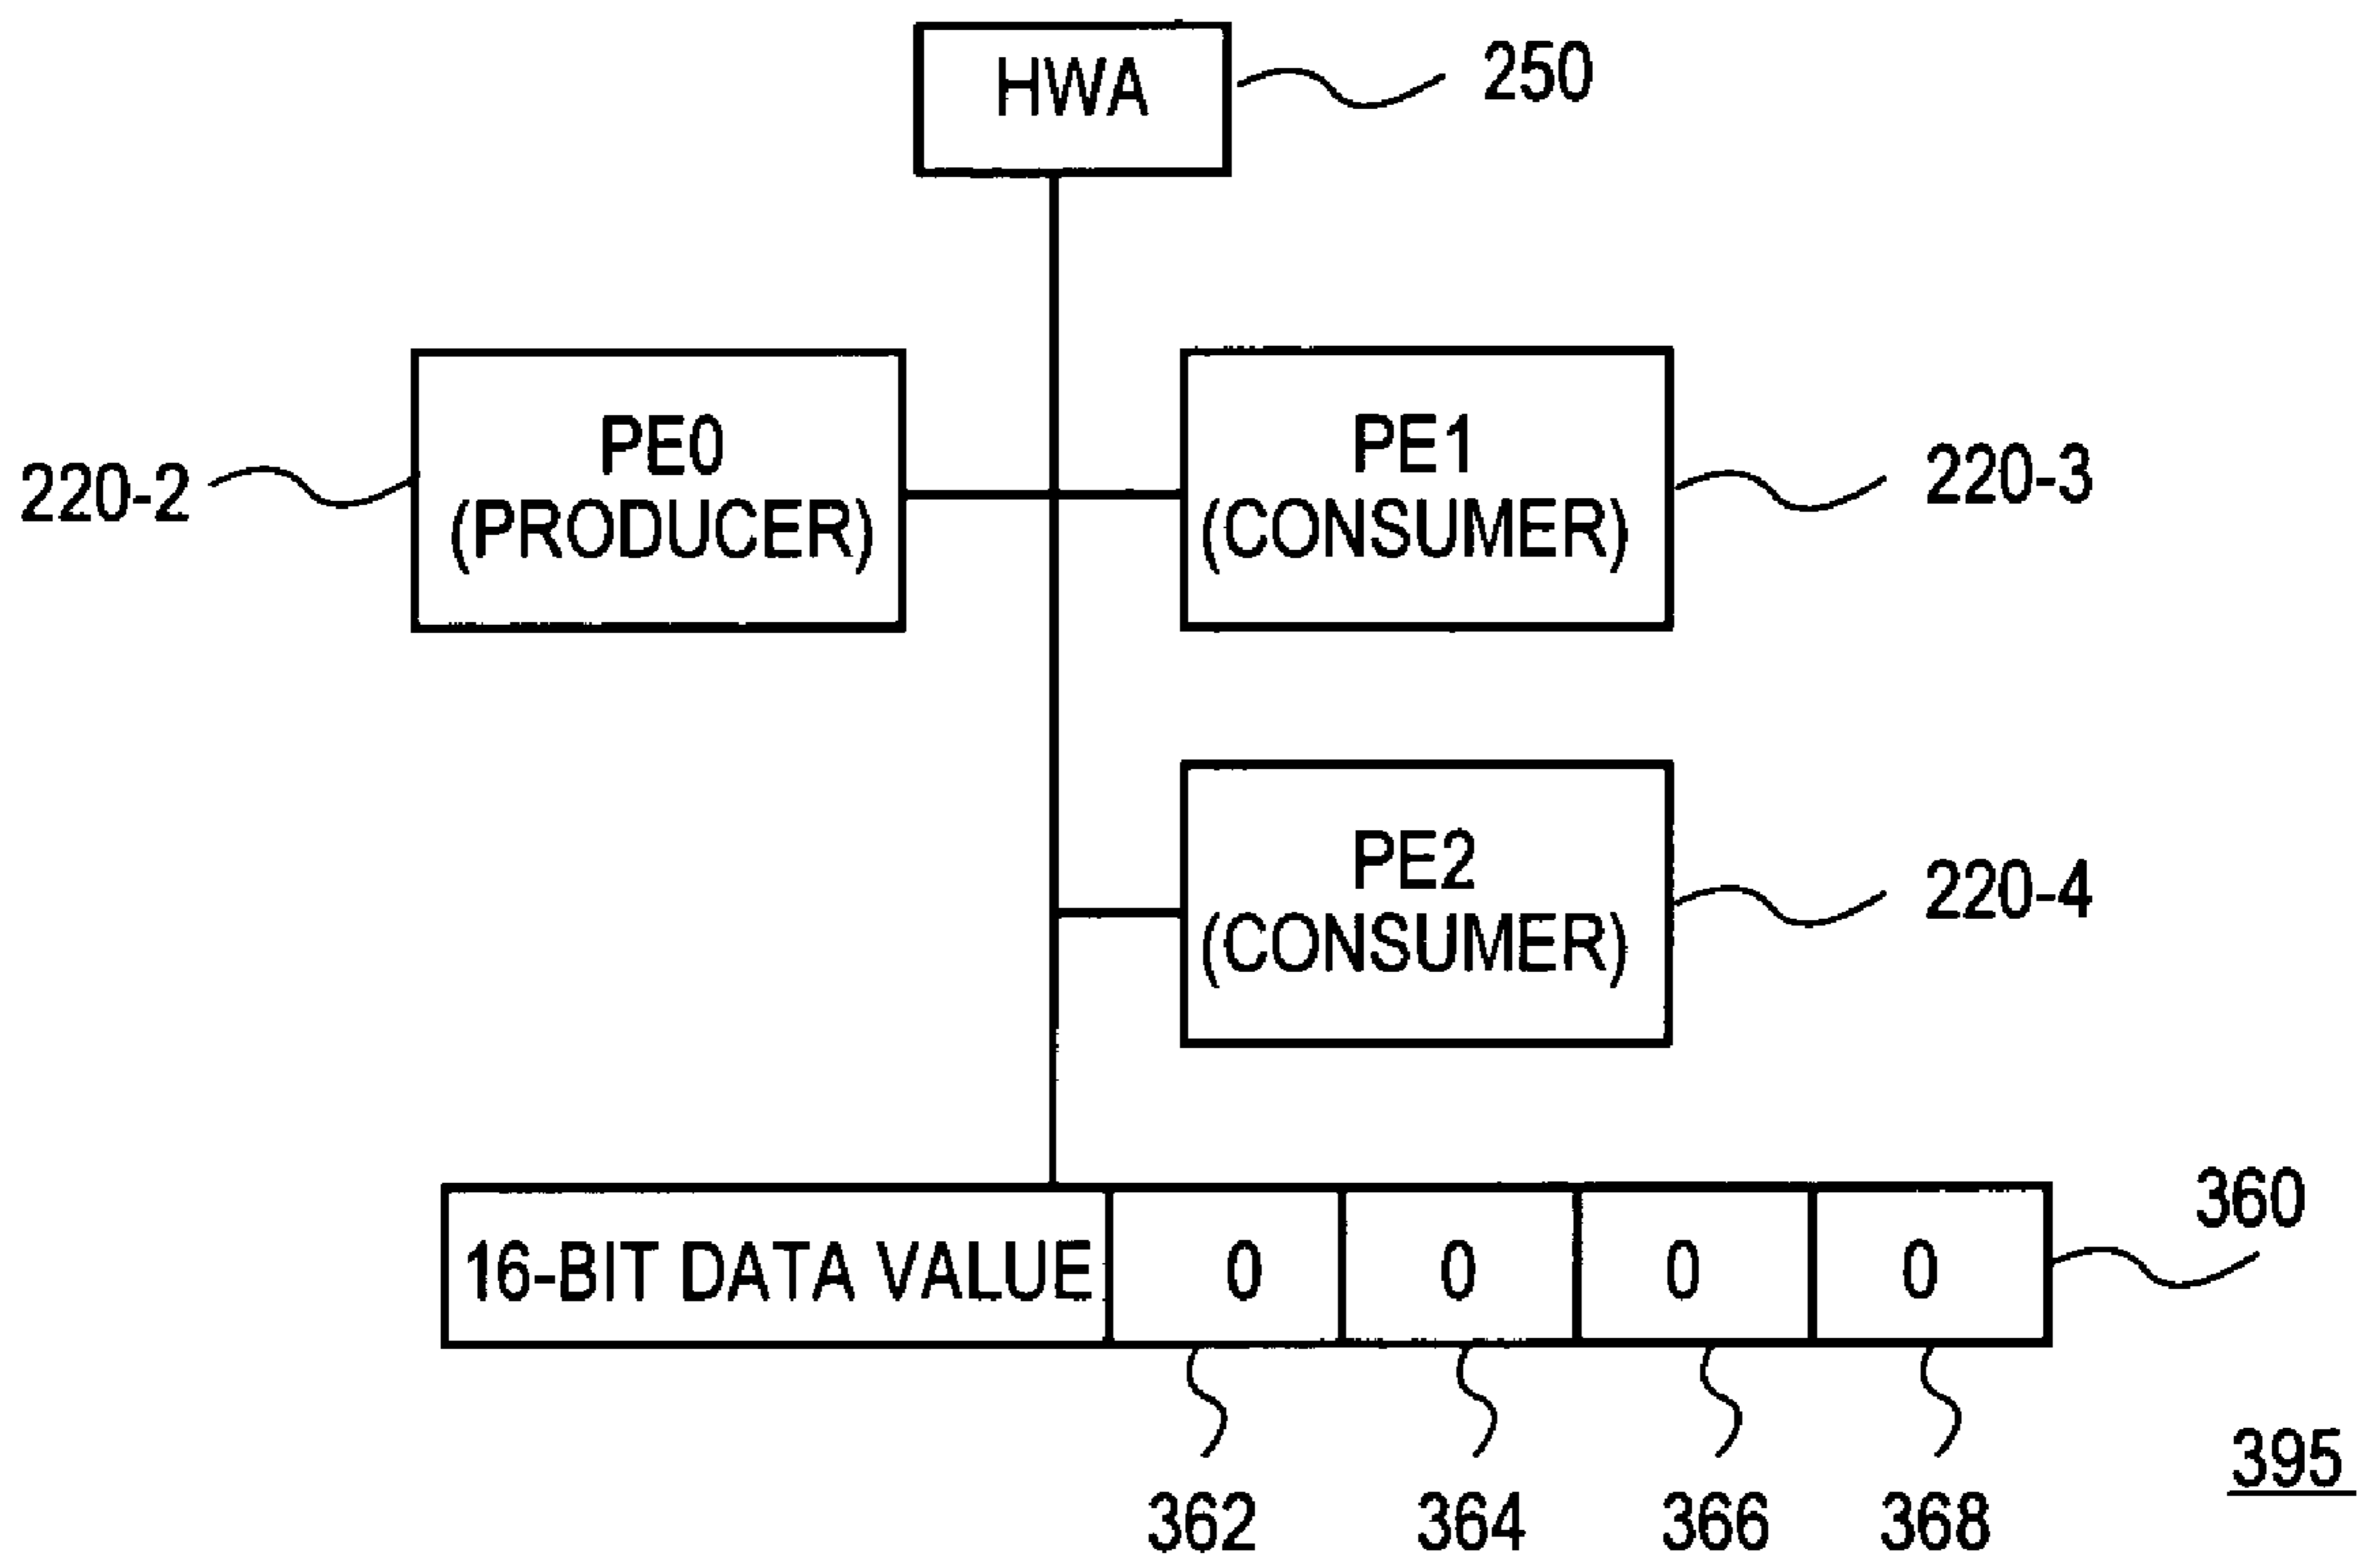 HWA
250
PE0
(PRODUCER)
220-2
PE1
(CONSUMER)
220-3
PE2
(CONSUMER)
220-4
360
16-BIT DATA VALUE 0 0 0 0
362 364 366 368
395